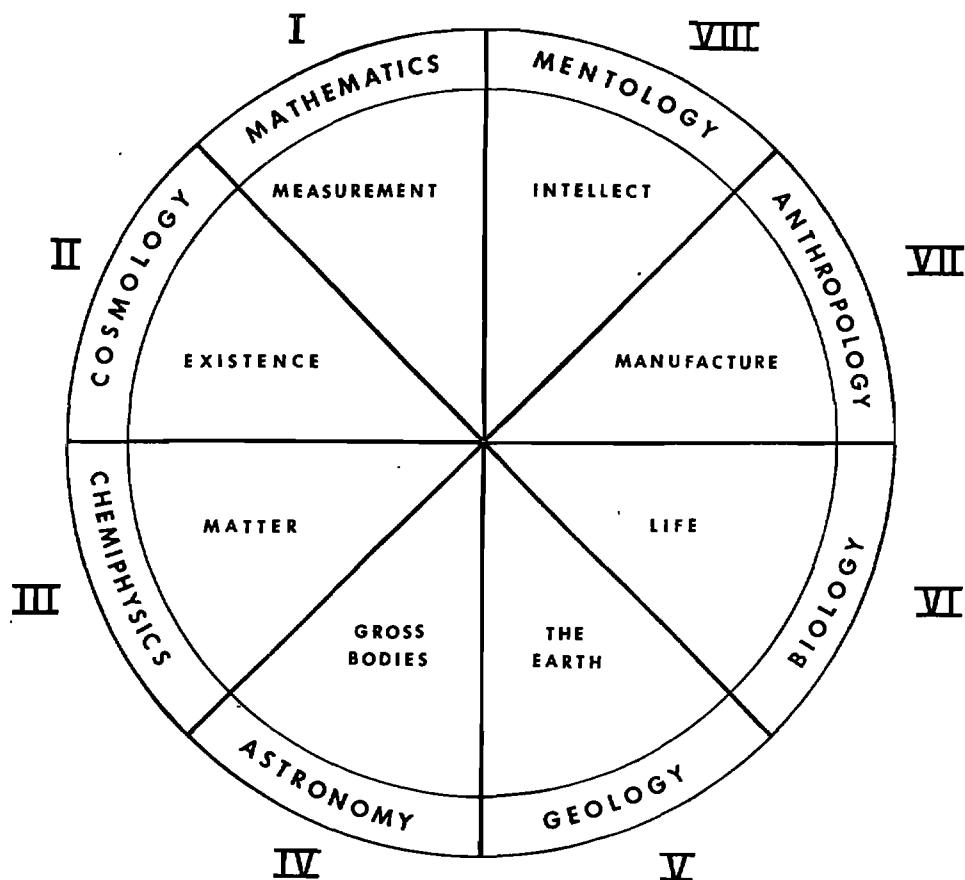 I
MATHEMATICS
MEASUREMENT
II
COSMOLOGY
EXISTENCE
III
CHEMIPHYSICS
MATTER
IV
ASTRONOMY
GROSS
BODIES
V
GEOLOGY
THE
EARTH
VI
BIOLOGY
LIFE
VII
ANTHROPOLOGY
MANUFACTURE
VIII
MENTOLOGY
INTELLECT